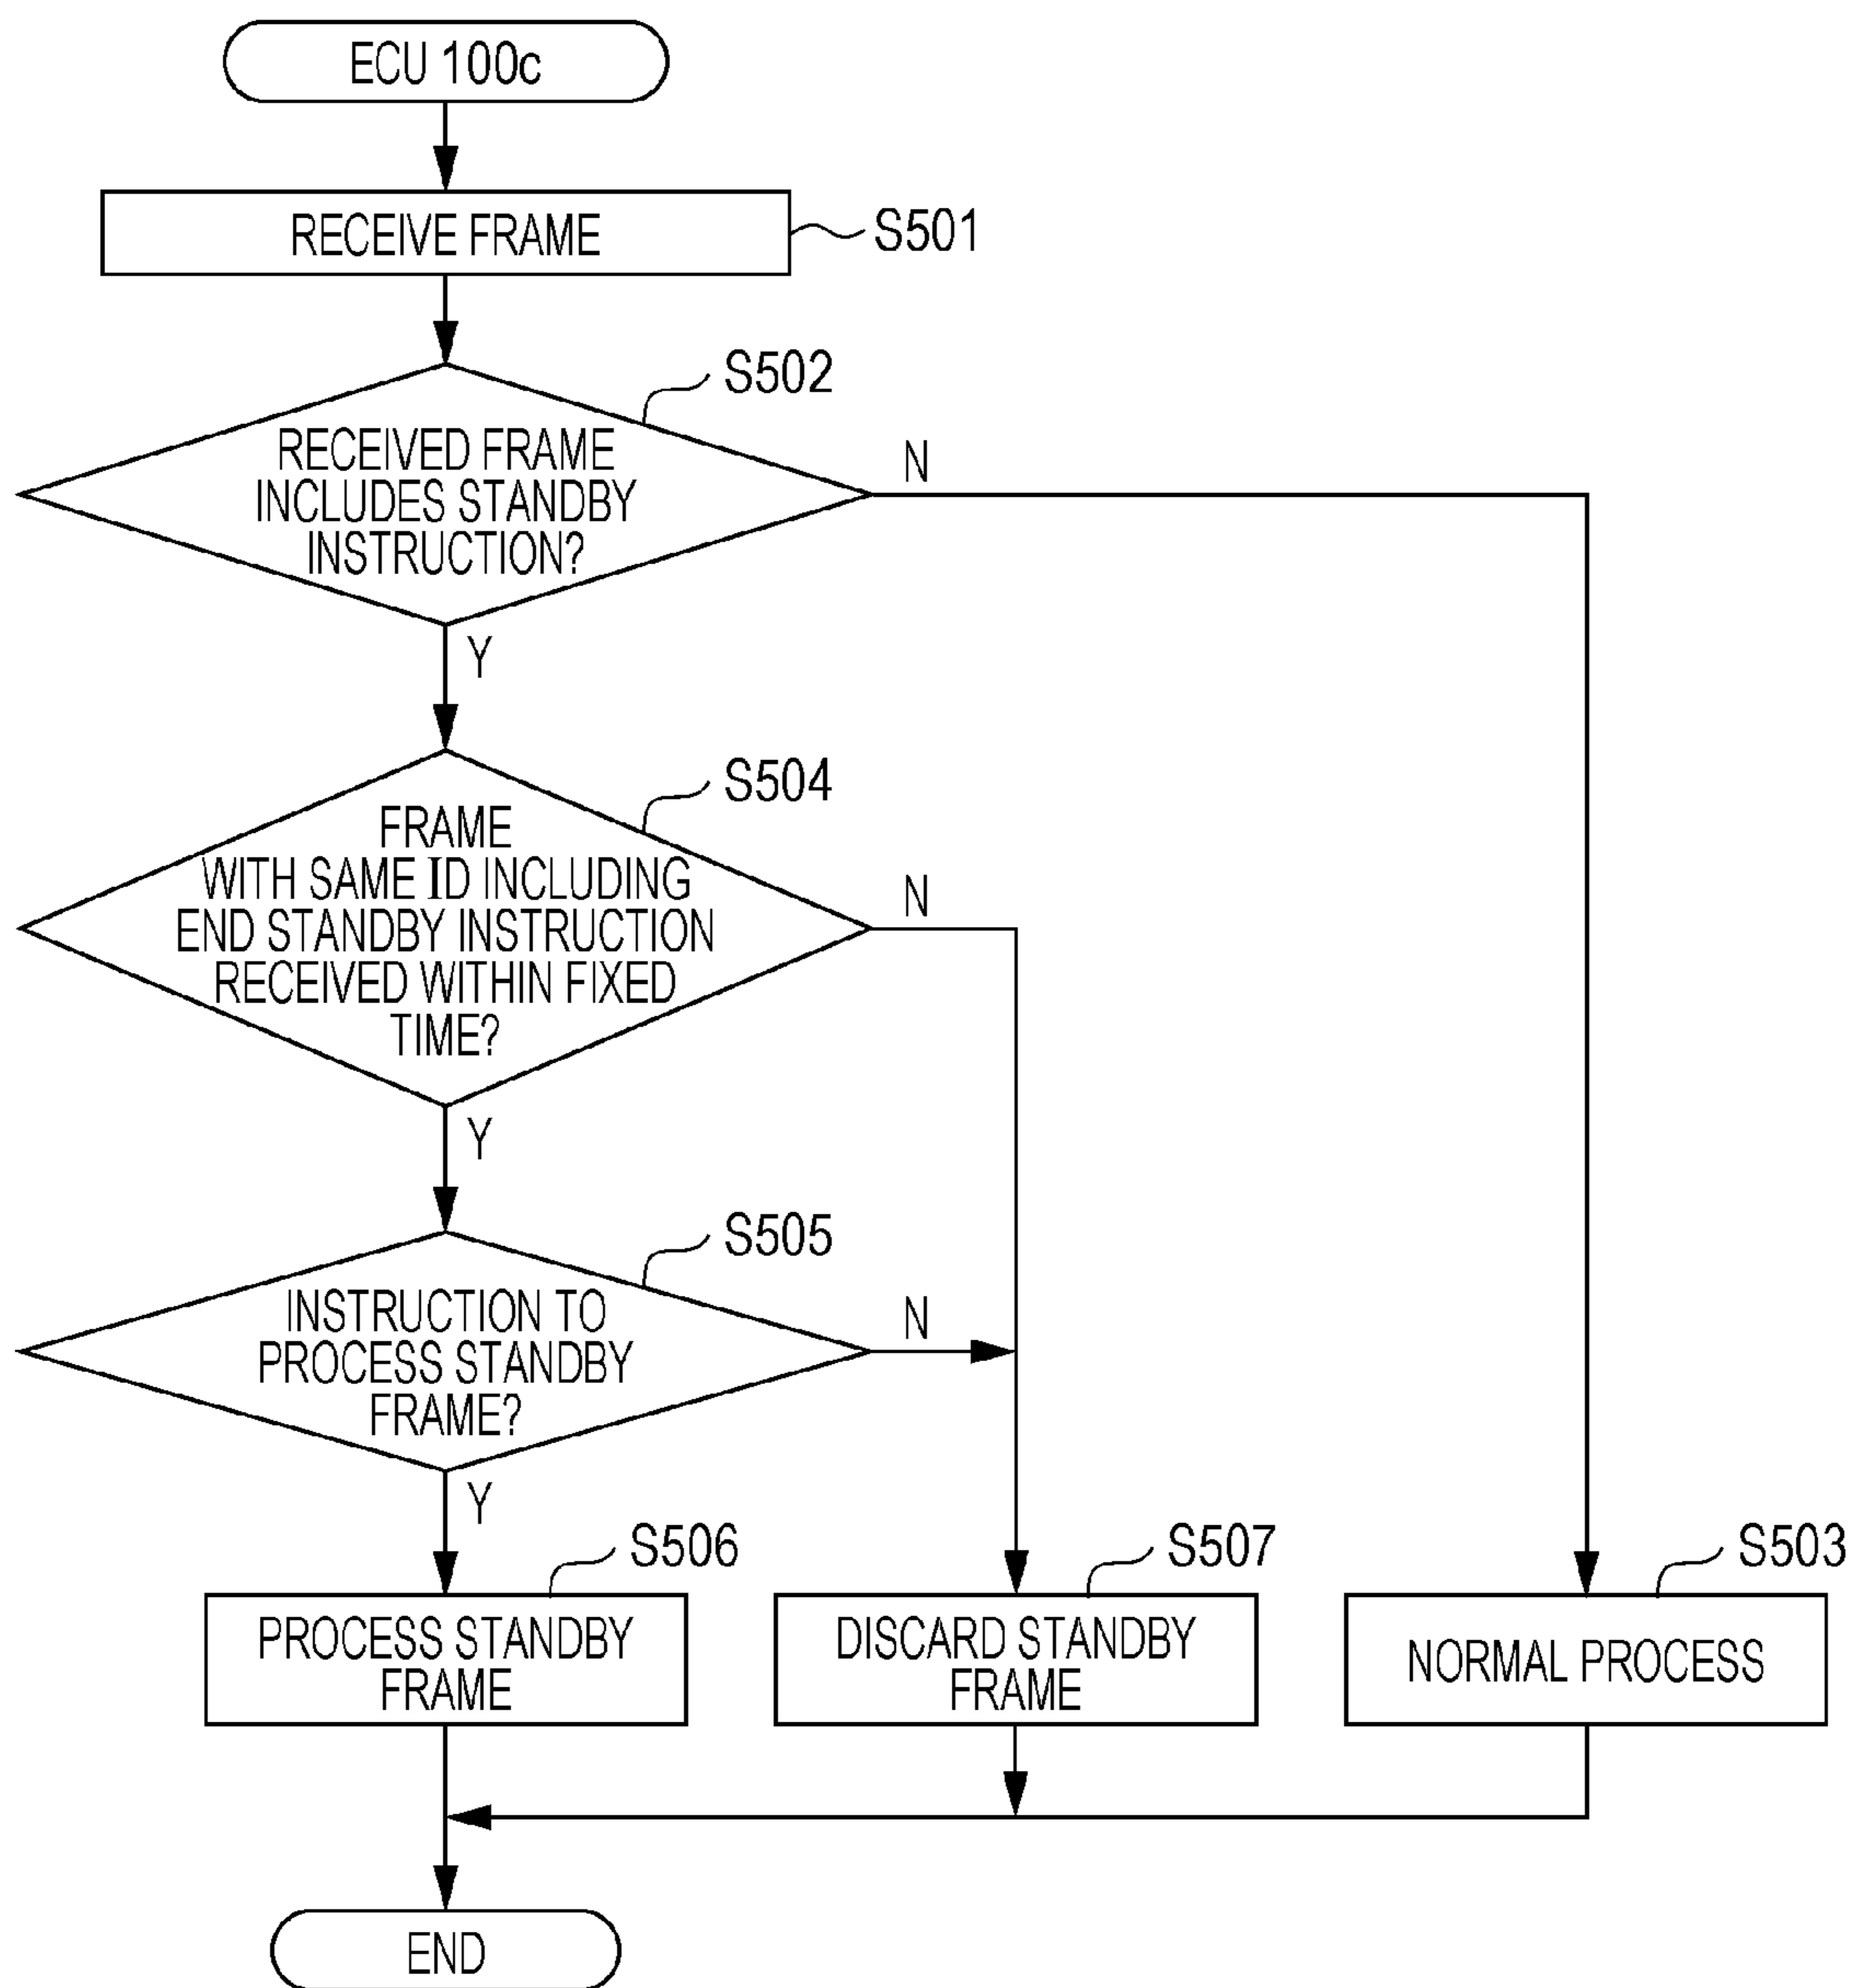 ECU 100c
RECEIVE FRAME
S501
S502
RECEIVED FRAME
INCLUDES STANDBY
INSTRUCTION?
N
Y
S504
FRAME
WITH SAME ID INCLUDING
END STANDBY INSTRUCTION
RECEIVED WITHIN FIXED
TIME?
N
Y
S505
INSTRUCTION TO
PROCESS STANDBY
FRAME?
N
Y
S506
PROCESS STANDBY
FRAME
S507
DISCARD STANDBY
FRAME
S503
NORMAL PROCESS
END